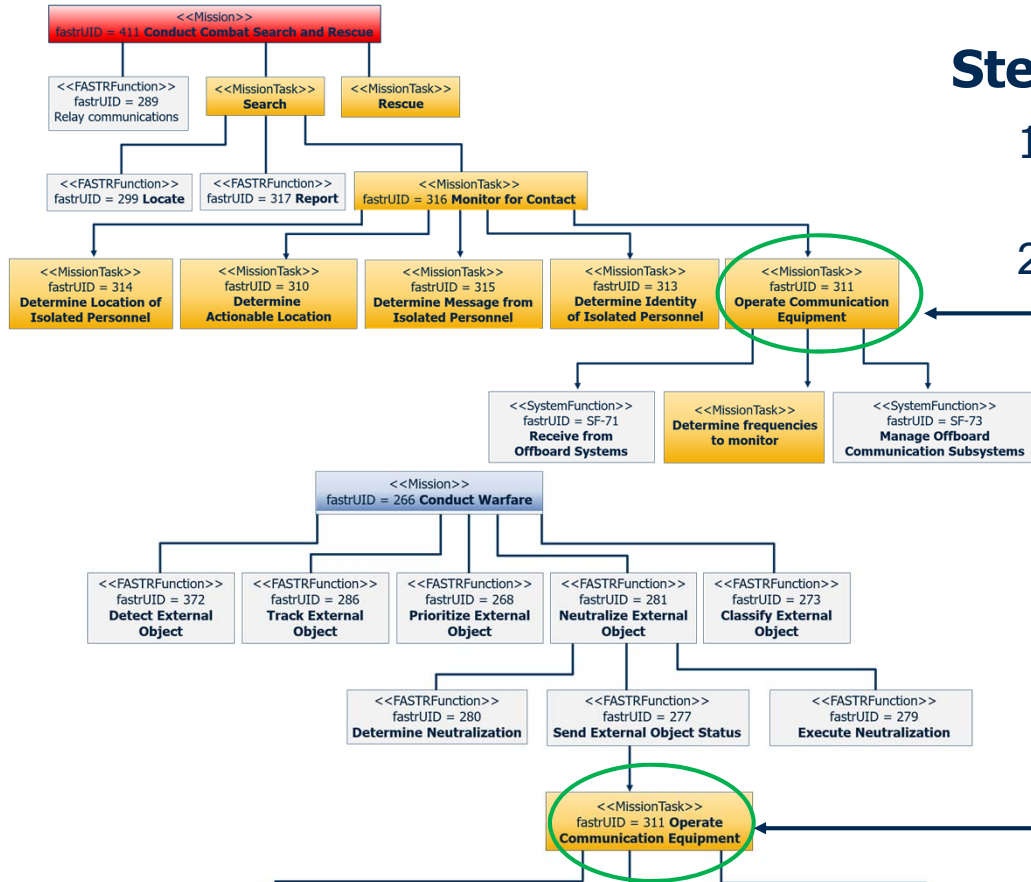 <<Mission>>
fastrUID = 411 Conduct Combat Search and Rescue
Ste
1
2
<<FASTRFunction>>
fastrUID = 289
Relay communications
<<MissionTask>>
Search
<<MissionTask>>
Rescue
<<FASTRFunction>>
fastrUID = 299 Locate
<<FASTRFunction>>
fastrUID = 317 Report
<<MissionTask>>
fastrUID = 316 Monitor for Contact
<<MissionTask>>
fastrUID = 314
Determine Location of
Isolated Personnel
<<MissionTask>>
fastrUID = 310
Determine
Actionable Location
<<MissionTask>>
fastrUID = 315
Determine Message from
Isolated Personnel
<<MissionTask>>
fastrUID = 313
Determine Identity
of Isolated Personnel
<<MissionTask>>
fastrUID = 311
Operate Communication
Equipment
<<SystemFunction>>
fastrUID = SF-71
Receive from
Offboard Systems
<<MissionTask>>
Determine frequencies
to monitor
<<SystemFunction>>
fastrUID = SF-73
Manage Offboard
Communication Subsystems
<<Mission>>
fastrUID = 266 Conduct Warfare
<<FASTRFunction>>
fastrUID = 372
Detect External
Object
<<FASTRFunction>>
fastrUID = 286
Track External
Object
<<FASTRFunction>>
fastrUID = 268
Prioritize External
Object
<<FASTRFunction>>
fastrUID = 281
Neutralize External
Object
<<FASTRFunction>>
fastrUID = 273
Classify External
Object
<<FASTRFunction>>
fastrUID = 280
Determine Neutralization
<<FASTRFunction>>
fastrUID = 277
Send External Object Status
<<FASTRFunction>>
fastrUID = 279
Execute Neutralization
<<MissionTask>>
fastrUID = 311 Operate
Communication Equipment